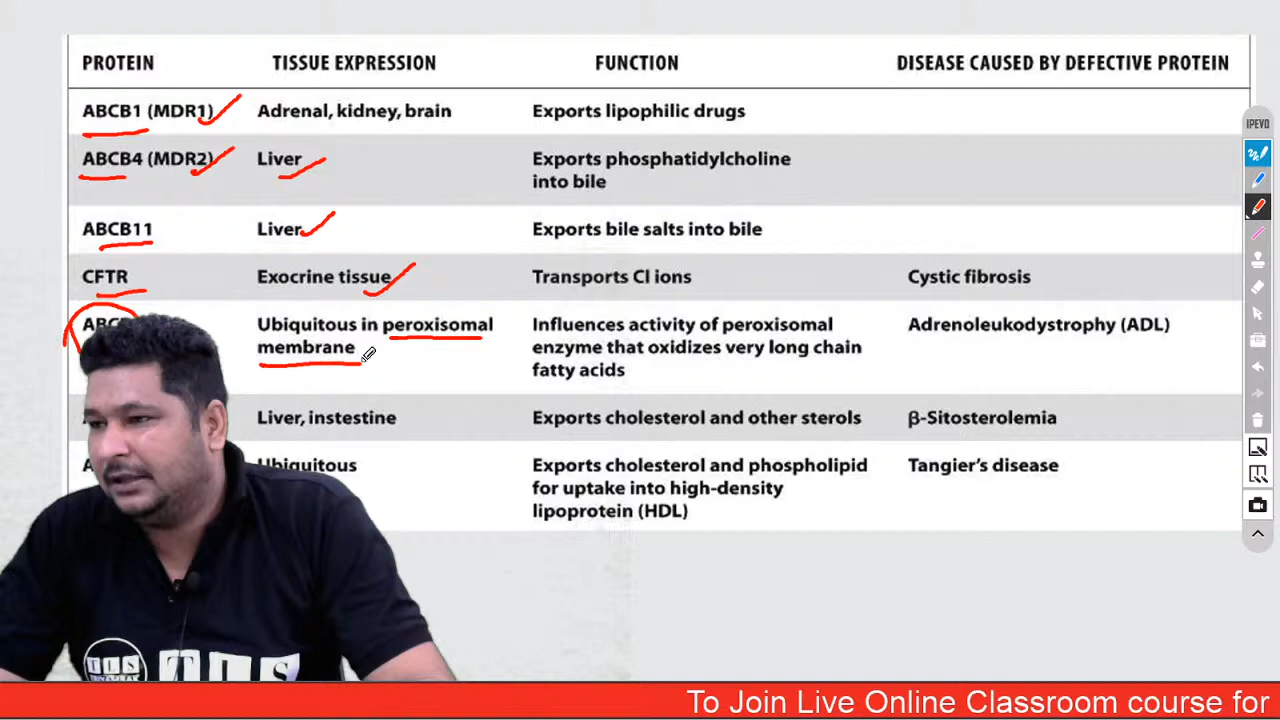 PROTEIN TISSUE EXPRESSION FUNCTION DISEASE CAUSED BY DEFECTIVE PROTEIN
ABCB1 (MDR1) Adrenal, kidney, brain Exports lipophilic drugs
ABCB4 (MDR2) Liver Exports phosphatidylcholine
into bile
ABCB11 Liver Exports bile salts into bile
CFTR Exocrine tissue Transports Cl ions Cystic fibrosis
Ubiquitous in peroxisomal Influences activity of peroxisomal Adrenoleukodystrophy (ADL)
membrane enzyme that oxidizes very long chain
fatty acids
Liver, instestine Exports cholesterol and other sterols β-Sitosterolemia
Ubiquitous Exports cholesterol and phospholipid Tangier's disease
for uptake into high-density
lipoprotein (HDL)
IPEVO
To Join Live Online Classroom course for